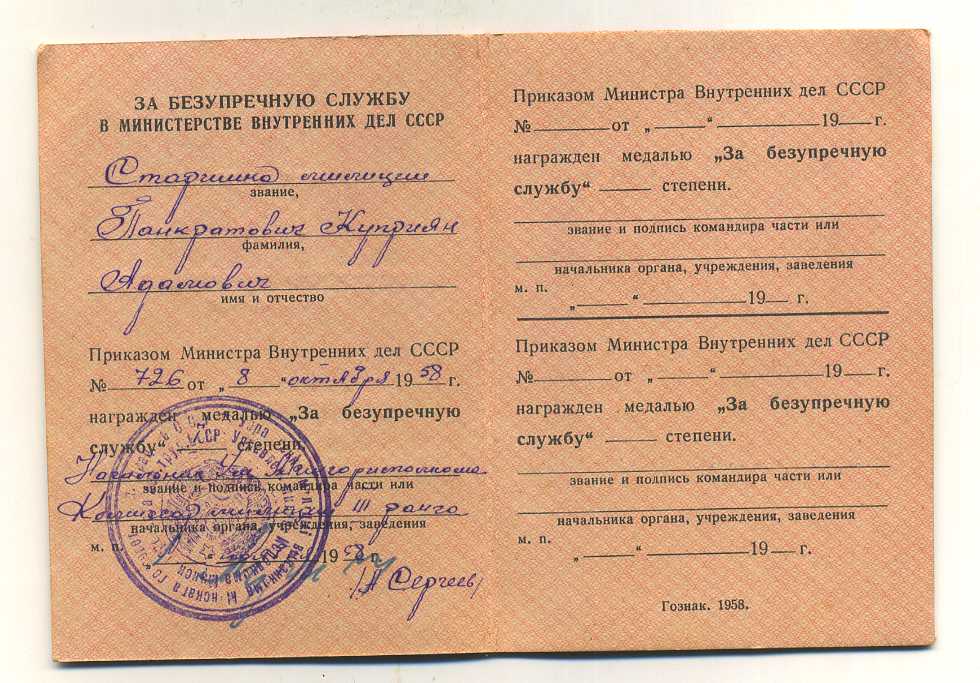 ЗА БЕЗУПРЕЧНУЮ СЛУЖБУ
В МИНИСТЕРСТВЕ ВНУТРЕННИХ ДЕЛ СССР
Старшина милиции
звание,
Панкратович Куприян
фамилия,
Адамович
имя и отчество
Приказом Министра Внутренних дел СССР
№ 726 от „ 8 “ октября 19 58 г.
награжден медалью „За безупречную
службу“ степени.
Начальник
звание и подпись командира части или
Комиссар милиции III ранга
начальника органа, учреждения, заведения
м. п.
19 58 г.
/А Сергеев/
Приказом Министра Внутренних дел СССР
№ от „ “ 19 г.
награжден медалью „За безупречную
службу“ степени.
звание и подпись командира части или
начальника органа, учреждения, заведения
м. п.
„ “ 19 г.
Приказом Министра Внутренних дел СССР
№ от „ “ 19 г.
награжден медалью „За безупречную
службу“ степени.
звание и подпись командира части или
начальника органа, учреждения, заведения
м. п.
„ “ 19 г.
Гознак. 1958.